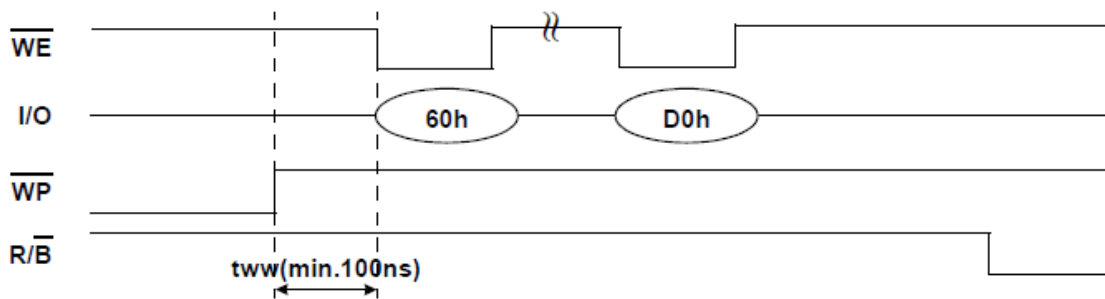 WE
I/O 60h D0h
WP
R/B
tww(min.100ns)